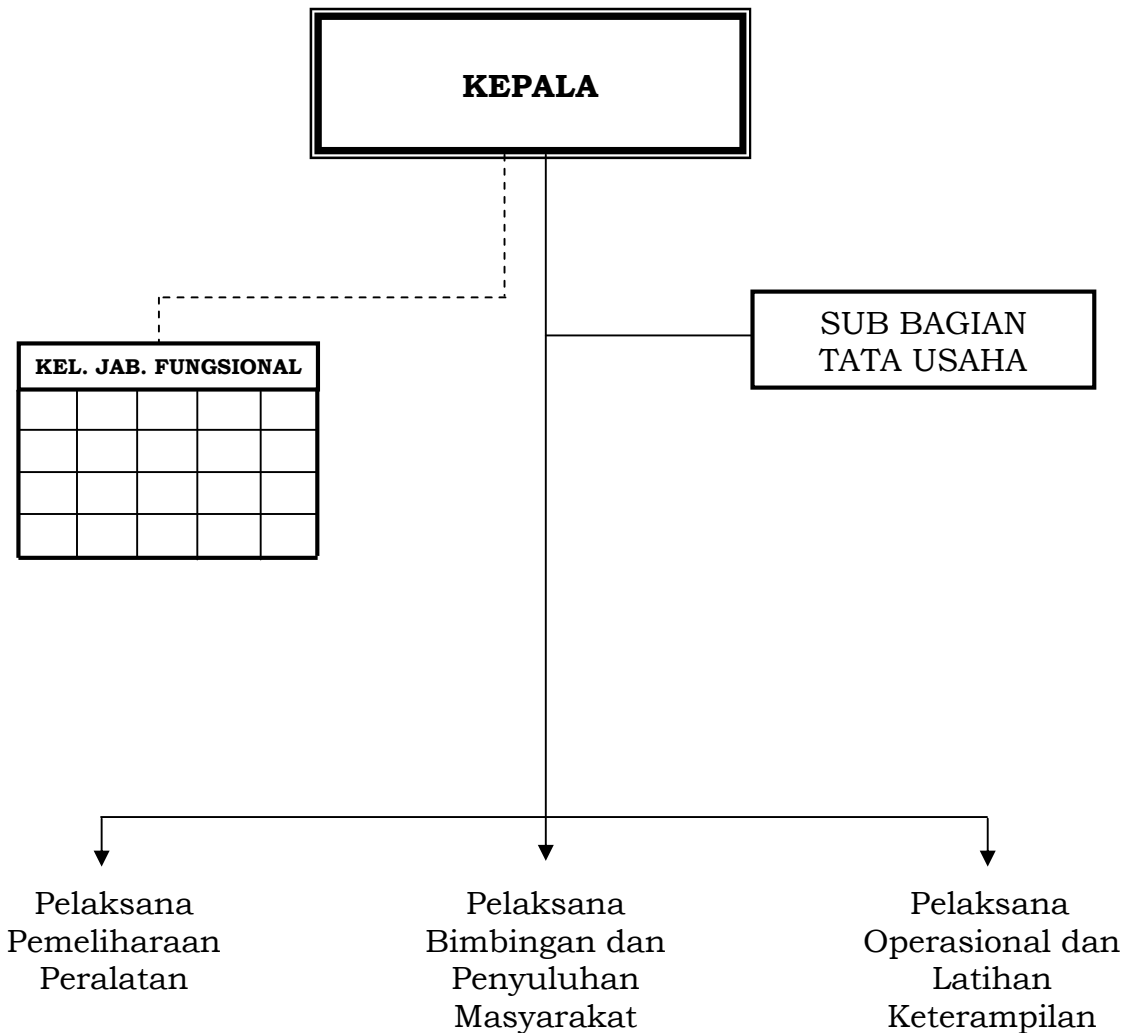 KEPALA
SUB BAGIAN
TATA USAHA
KEL. JAB. FUNGSIONAL
Pelaksana
Pemeliharaan
Peralatan
Pelaksana
Bimbingan dan
Penyuluhan
Masyarakat
Pelaksana
Operasional dan
Latihan
Keterampilan